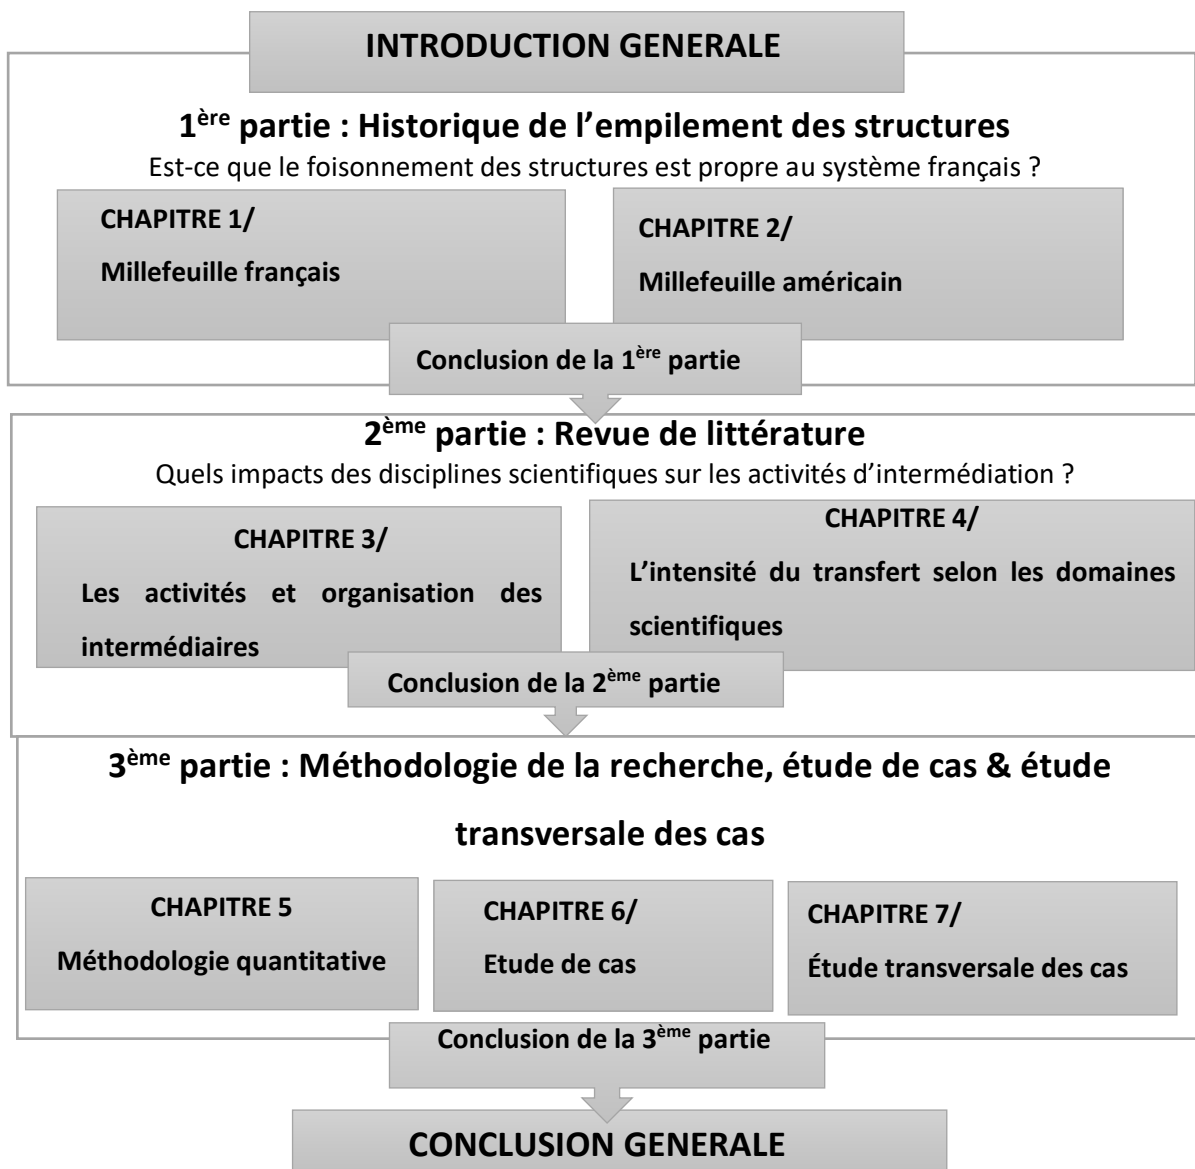 INTRODUCTION GENERALE
1ère partie : Historique de l’empilement des structures
Est-ce que le foisonnement des structures est propre au système français ?
CHAPITRE 1/
Millefeuille français
CHAPITRE 2/
Millefeuille américain
Conclusion de la 1ère partie
2ème partie : Revue de littérature
Quels impacts des disciplines scientifiques sur les activités d’intermédiation ?
CHAPITRE 3/
Les activités et organisation des
intermédiaires
CHAPITRE 4/
L’intensité du transfert selon les domaines
scientifiques
Conclusion de la 2ème partie
3ème partie : Méthodologie de la recherche, étude de cas & étude
transversale des cas
CHAPITRE 5
Méthodologie quantitative
CHAPITRE 6/
Etude de cas
CHAPITRE 7/
Étude transversale des cas
Conclusion de la 3ème partie
CONCLUSION GENERALE